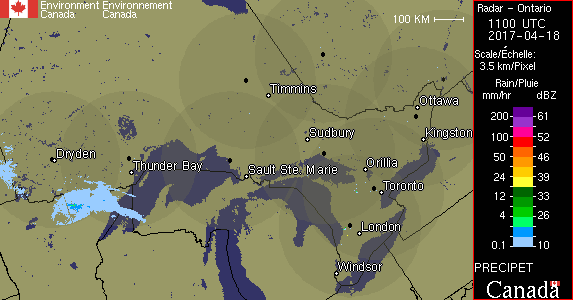 Environment Environnement
Canada Canada
100 KM
Timmins
Ottawa
Sudbury
Kingston
Dryden
Thunder Bay
Sault Ste. Marie
Orillia
Toronto
London
Windsor
Radar - Ontario
1100 UTC
2017-04-18
Scale/Échelle:
3.5 km/Pixel
Rain/Pluie
mm/hr dBZ
200 61
100 52
50 46
24 39
12 33
4 26
0.1 10
PRECIPET
Canada